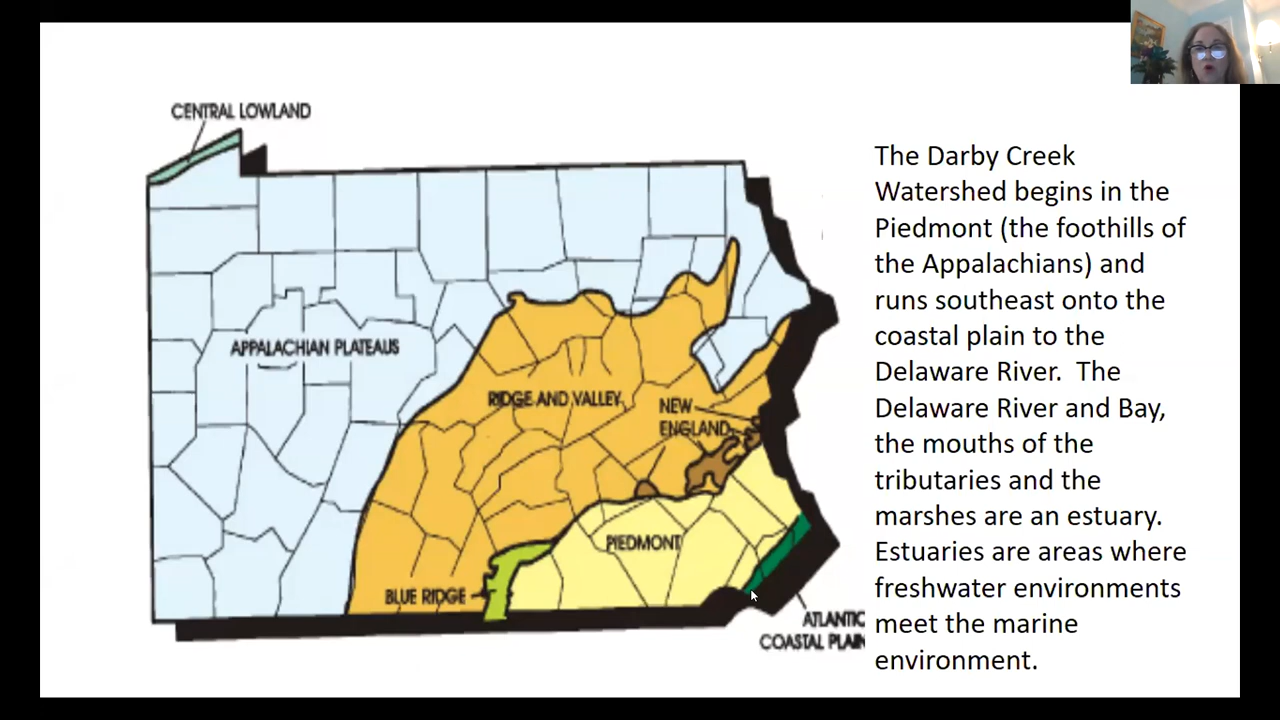 CENTRAL LOWLAND
APPALACHIAN PLATEAUS
RIDGE AND VALLEY
NEW
ENGLAND
PIEDMONT
BLUE RIDGE
ATLANTIC
COASTAL PLAIN
The Darby Creek
Watershed begins in the
Piedmont (the foothills of
the Appalachians) and
runs southeast onto the
coastal plain to the
Delaware River. The
Delaware River and Bay,
the mouths of the
tributaries and the
marshes are an estuary.
Estuaries are areas where
freshwater environments
meet the marine
environment.